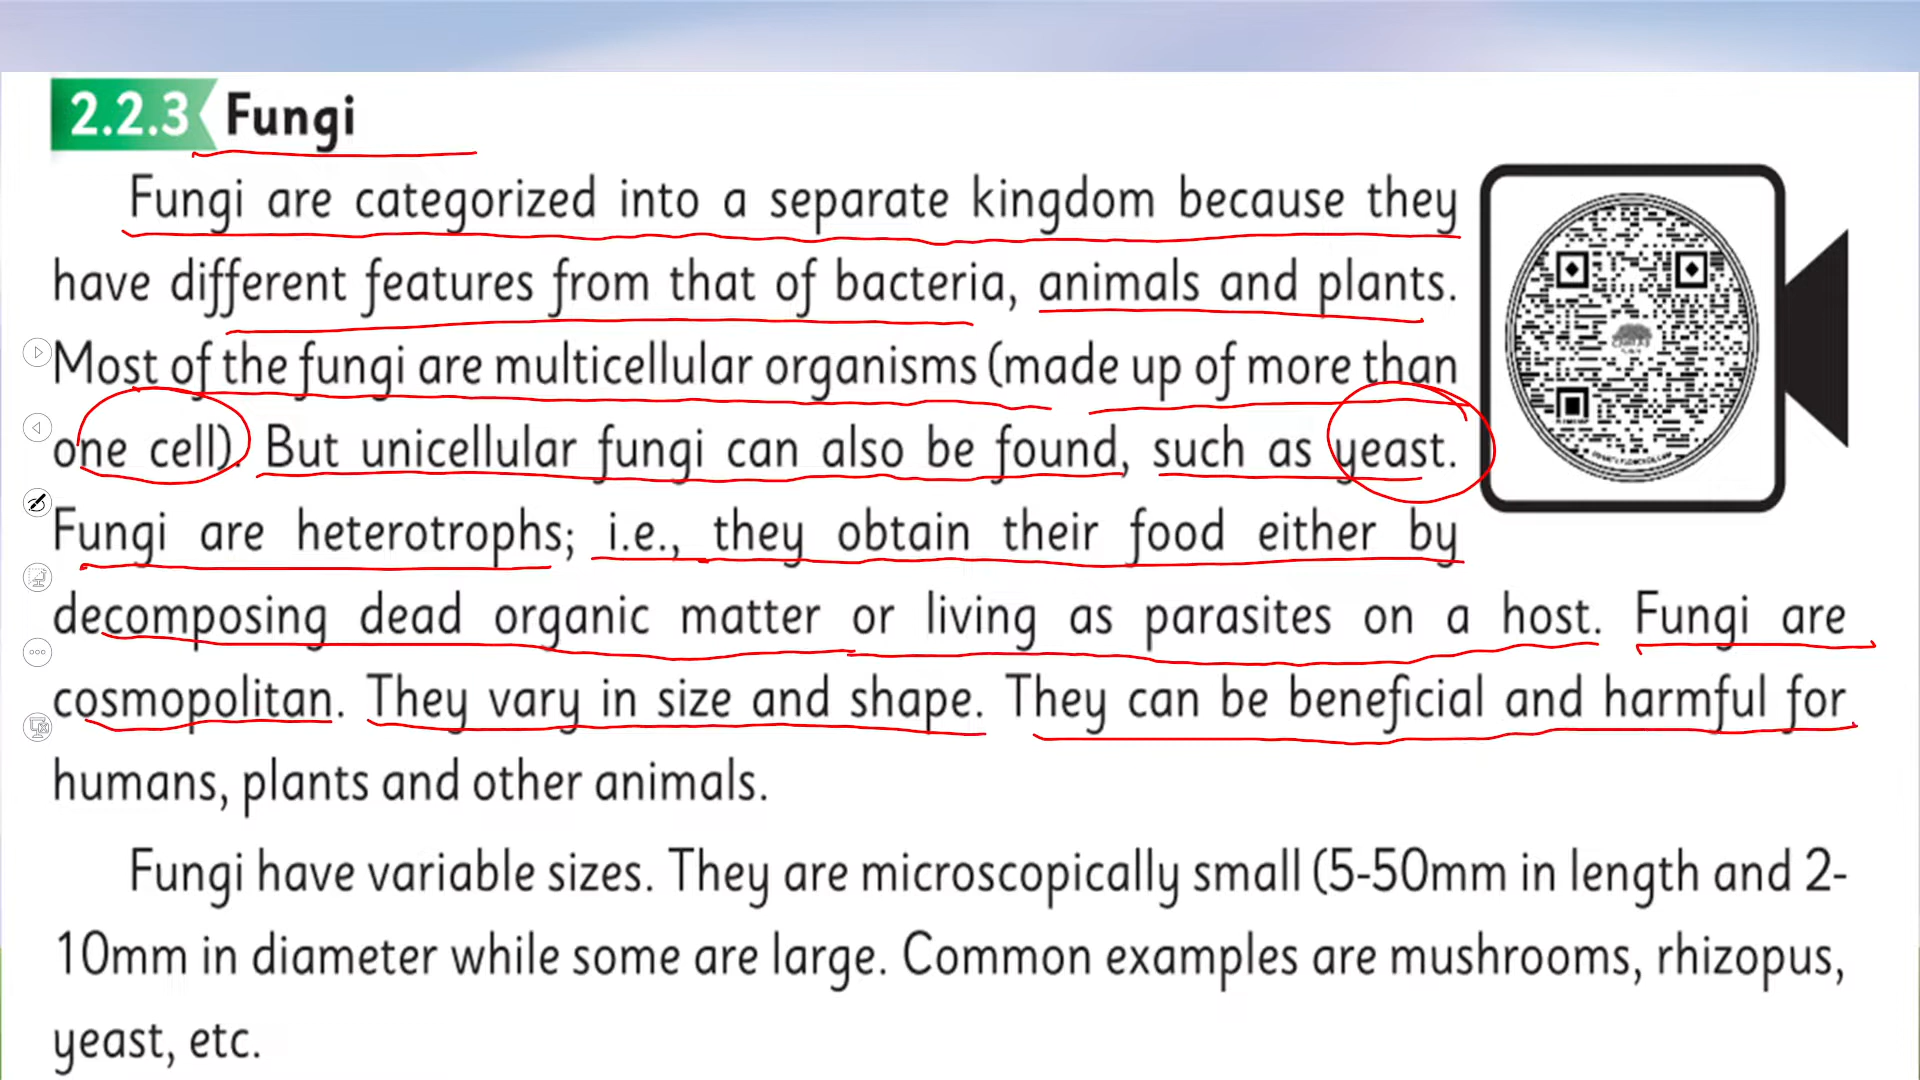 2.2.3 Fungi
Fungi are categorized into a separate kingdom because they
have different features from that of bacteria, animals and plants.
Most of the fungi are multicellular organisms (made up of more than
one cell). But unicellular fungi can also be found, such as yeast.
Fungi are heterotrophs; i.e., they obtain their food either by
decomposing dead organic matter or living as parasites on a host. Fungi are
cosmopolitan. They vary in size and shape. They can be beneficial and harmful for
humans, plants and other animals.
Fungi have variable sizes. They are microscopically small (5-50mm in length and 2-
10mm in diameter while some are large. Common examples are mushrooms, rhizopus,
yeast, etc.